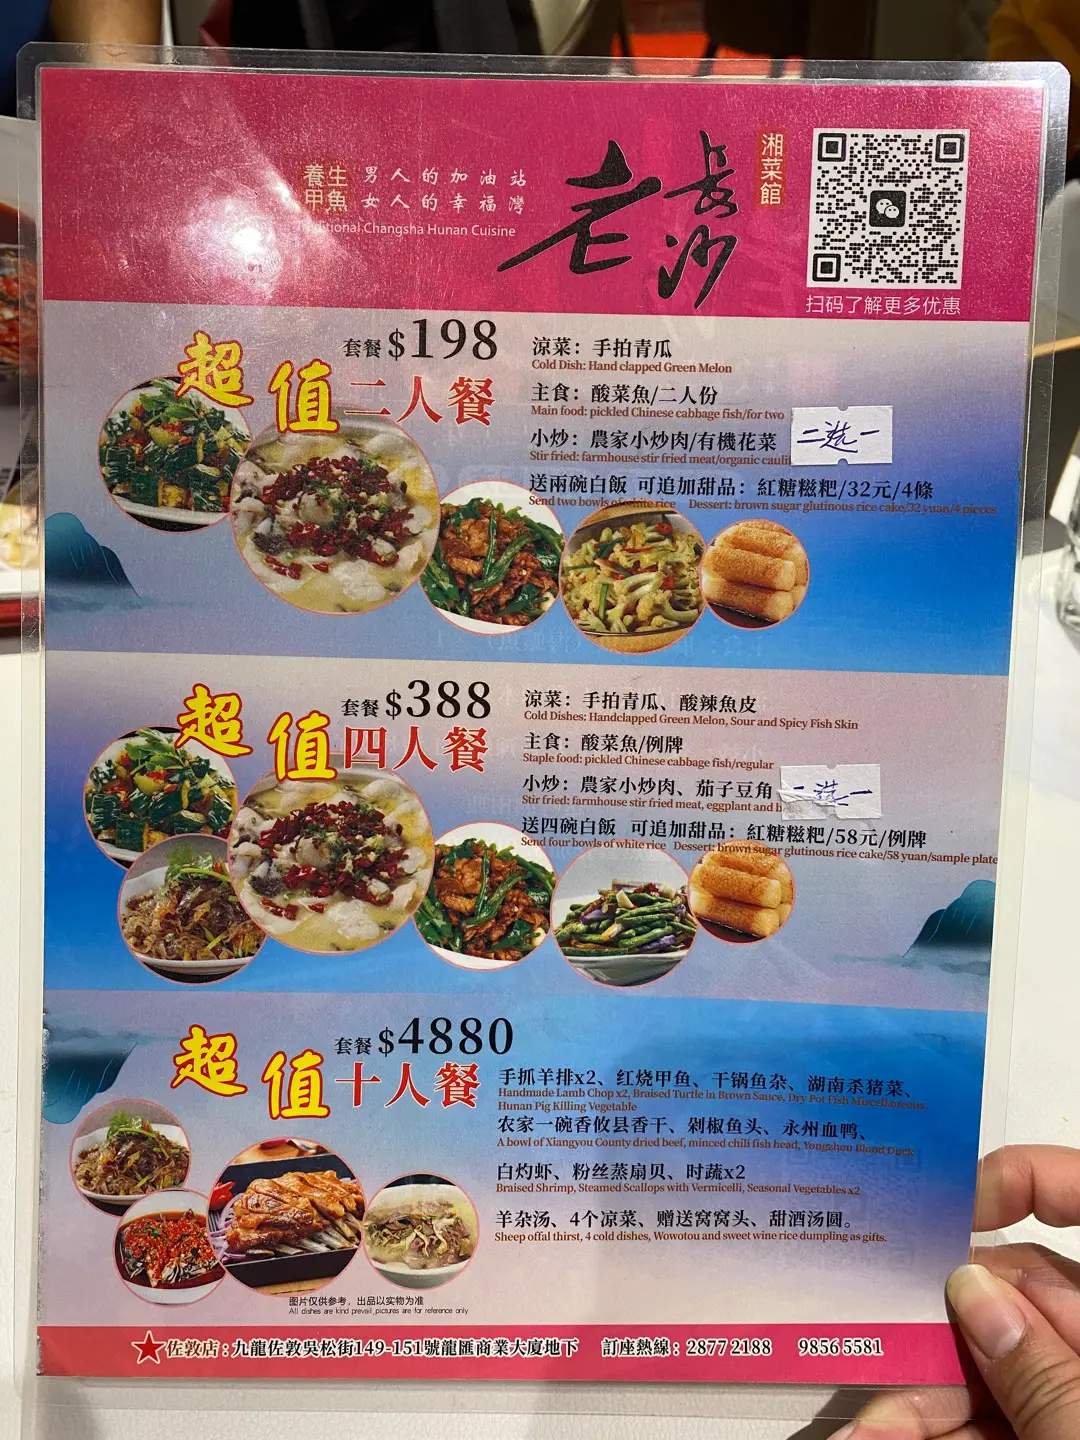 養生
甲魚
男人的加油站
女人的幸福灣
Traditional Changsha Hunan Cuisine
老長沙
湘菜館
扫码了解更多优惠
超值
套餐 $198
二人餐
涼菜：手拍青瓜
Cold Dish: Hand clapped Green Melon
主食：酸菜魚/二人份
Main food: pickled Chinese cabbage fish/for two
小炒：農家小炒肉/有機花菜
二选一
Stir fried: farmhouse stir fried meat/organic cauli
送兩碗白飯 可追加甜品：紅糖糍粑/32元/4條
Send two bowls of white rice Dessert: brown sugar glutinous rice cake/32 yuan/4 pieces
超值
套餐 $388
四人餐
涼菜：手拍青瓜、酸辣魚皮
Cold Dishes: Handclapped Green Melon, Sour and Spicy Fish Skin
主食：酸菜魚/例牌
Staple food: pickled Chinese cabbage fish/regular
小炒：農家小炒肉、茄子豆角
二选一
Stir fried: farmhouse stir fried meat, eggplant and b
送四碗白飯 可追加甜品：紅糖糍粑/58元/例牌
Send four bowls of white rice Dessert: brown sugar glutinous rice cake/58 yuan/sample plate
超值
套餐 $4880
十人餐
手抓羊排x2、红烧甲鱼、干锅鱼杂、湖南杀猪菜、
Handmade Lamb Chop x2, Braised Turtle in Brown Sauce, Dry Pot Fish Miscellaneous,
Hunan Pig Killing Vegetable
农家一碗香攸县香干、剁椒鱼头、永州血鸭、
A bowl of Xiangyou County dried beef, minced chili fish head, Yongzhou Blood Duck
白灼虾、粉丝蒸扇贝、时蔬x2
Braised Shrimp, Steamed Scallops with Vermicelli, Seasonal Vegetables x2
羊杂汤、4个凉菜、赠送窝窝头、甜酒汤圆。
Sheep offal thirst, 4 cold dishes, Wowotou and sweet wine rice dumpling as gifts.
图片仅供参考，出品以实物为准
All dishes are kind prevail, pictures are for reference only
佐敦店：九龍佐敦吳松街149-151號龍匯商業大廈地下 訂座熱線：2877 2188 9856 5581